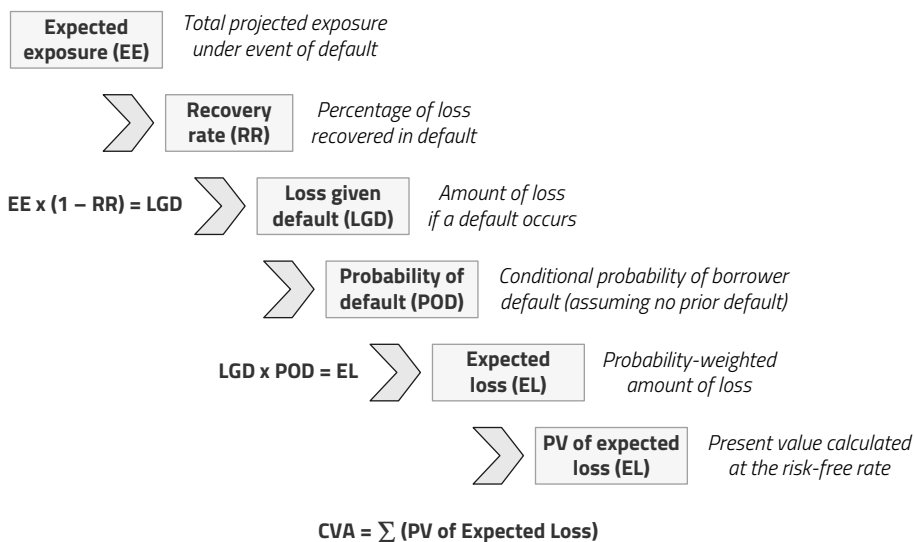 Expected
exposure (EE)
Total projected exposure
under event of default
Recovery
rate (RR)
Percentage of loss
recovered in default
EE x (1 – RR) = LGD
Loss given
default (LGD)
Amount of loss
if a default occurs
Probability of
default (POD)
Conditional probability of borrower
default (assuming no prior default)
LGD x POD = EL
Expected
loss (EL)
Probability-weighted
amount of loss
PV of expected
loss (EL)
Present value calculated
at the risk-free rate
CVA = ∑ (PV of Expected Loss)